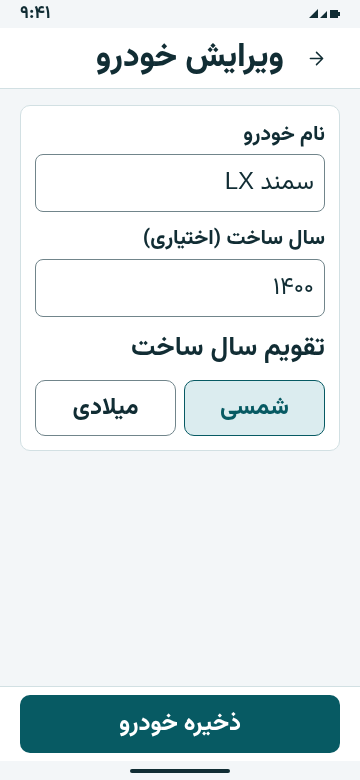 ۹:۴۱
ویرایش خودرو
نام خودرو
سمند LX
سال ساخت (اختیاری)
۱۴۰۰
تقویم سال ساخت
شمسی
میلادی
ذخیره خودرو